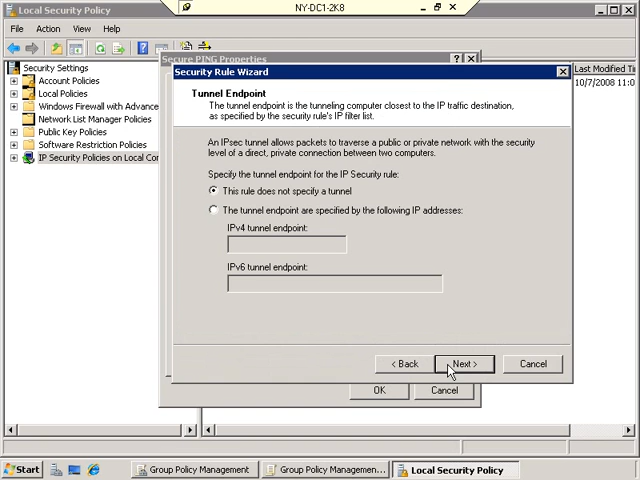 NY-DC1-2K8
Local Security Policy
File Action View Help
Secure PING Properties
Security Rule Wizard
Tunnel Endpoint
The tunnel endpoint is the tunneling computer closest to the IP traffic destination,
as specified by the security rule's IP filter list.
An IPsec tunnel allows packets to traverse a public or private network with the security
level of a direct, private connection between two computers.
Specify the tunnel endpoint for the IP Security rule:
This rule does not specify a tunnel
The tunnel endpoint are specified by the following IP addresses:
IPv4 tunnel endpoint:
IPv6 tunnel endpoint:
< Back Next > Cancel
OK Cancel
Security Settings
Account Policies
Local Policies
Windows Firewall with Advance
Network List Manager Policies
Public Key Policies
Software Restriction Policies
IP Security Policies on Local Con
Last Modified Ti
10/7/2008 11:0
Start
Group Policy Management
Group Policy Managemen...
Local Security Policy